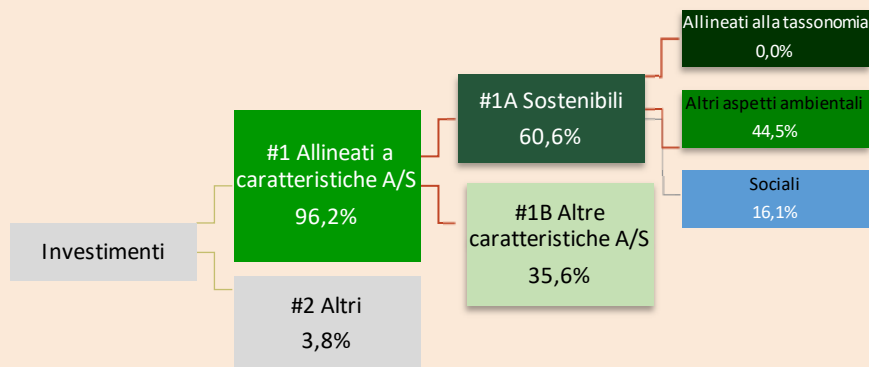 Investimenti
#1 Allineati a
caratteristiche A/S
96,2%
#2 Altri
3,8%
#1A Sostenibili
60,6%
#1B Altre
caratteristiche A/S
35,6%
Allineati alla tassonomia
0,0%
Altri aspetti ambientali
44,5%
Sociali
16,1%